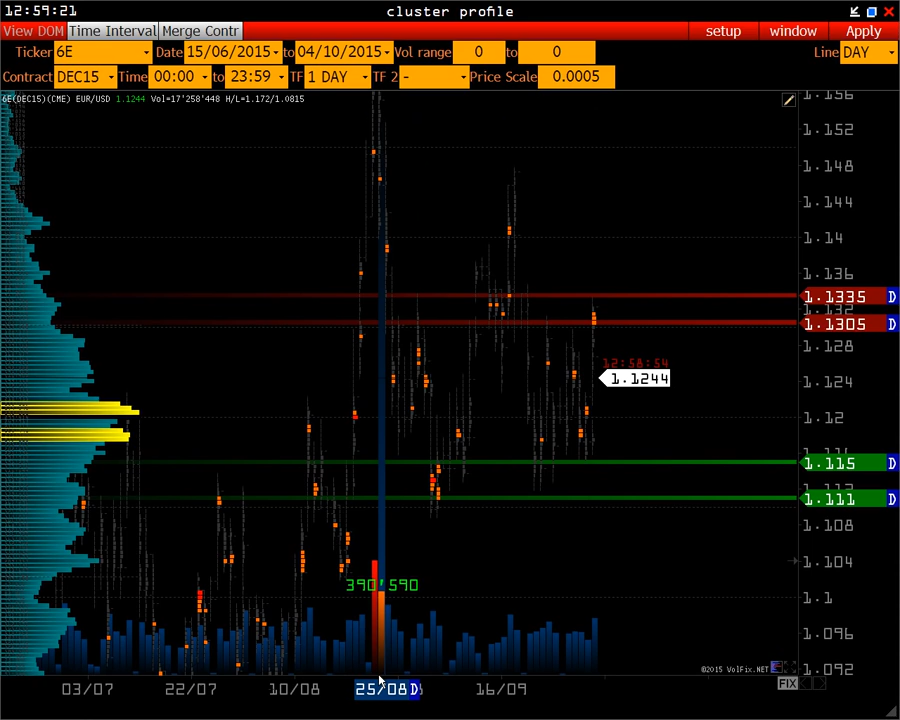 12:59:21 cluster profile
View DOM Time Interval Merge Contr setup window Apply
Ticker 6E Date 15/06/2015 to 04/10/2015 Vol range 0 to 0 Line DAY
Contract DEC15 Time 00:00 to 23:59 TF 1 DAY TF 2 - Price Scale 0.0005
6E(DEC15)(CME) EUR/USD 1.1244 Vol=17'258'448 H/L=1.172/1.0815
1.156
1.152
1.148
1.144
1.14
1.136
1.1335 D
1.132
1.1305 D
1.128
12:58:54
1.1244
1.124
1.12
1.115 D
1.111 D
1.108
1.104
390'590
1.1
1.096
©2015 VolFix.NET
1.092
FIX
03/07 22/07 10/08 25/08 D 16/09